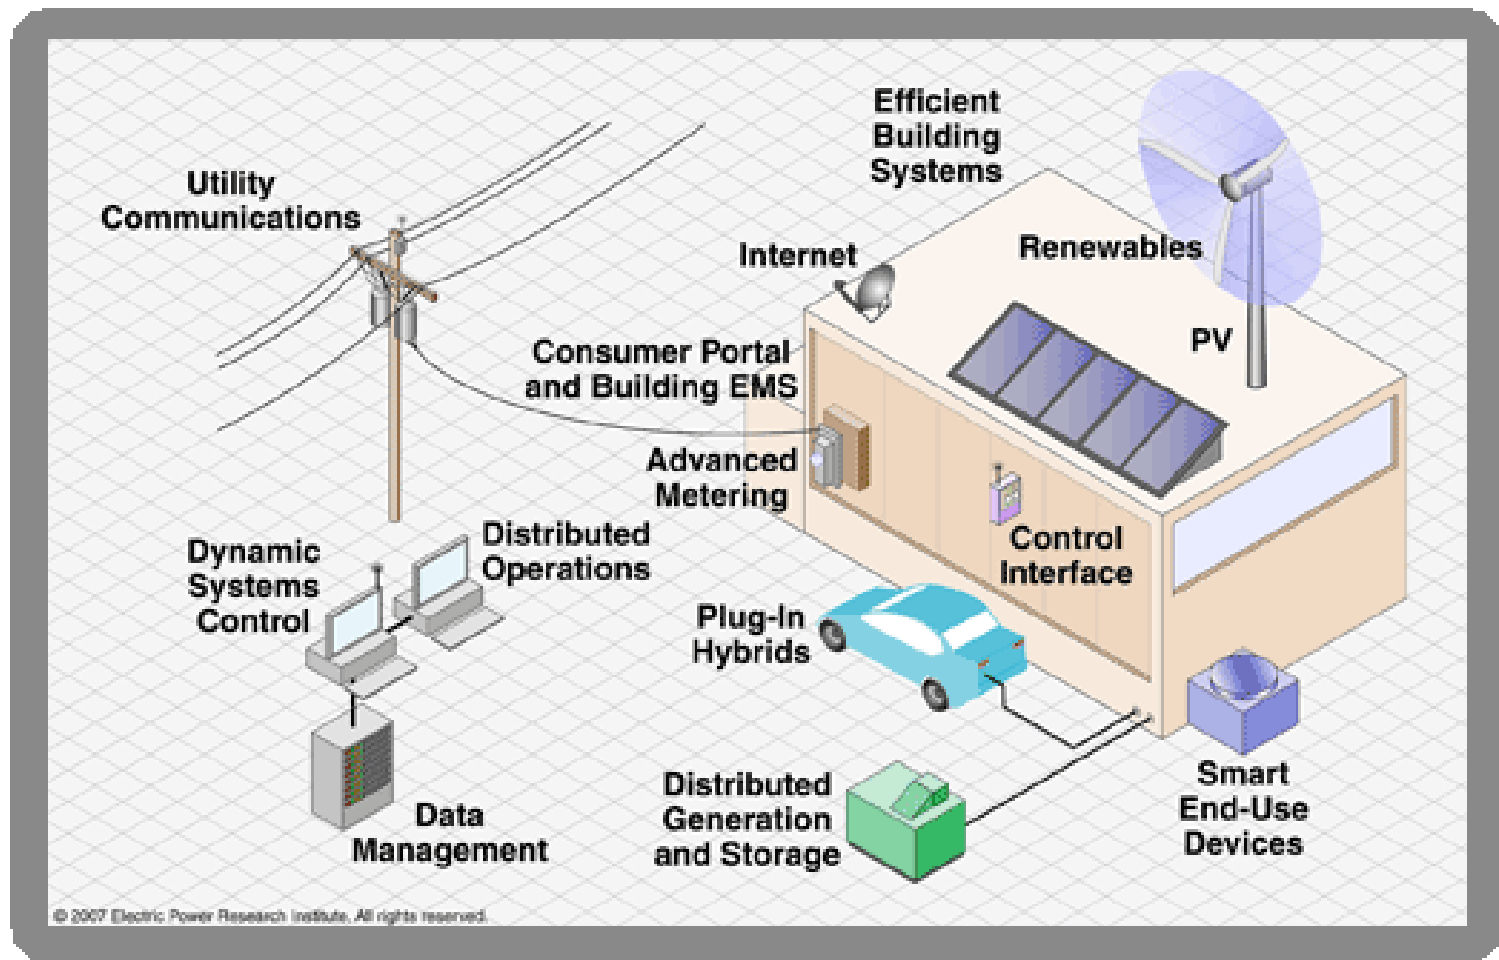 Efficient
Building
Systems
Utility
Communications
Internet
Renewables
PV
Consumer Portal
and Building EMS
Advanced
Metering
Control
Interface
Dynamic
Systems
Control
Distributed
Operations
Plug-In
Hybrids
Data
Management
Distributed
Generation
and Storage
Smart
End-Use
Devices
© 2007 Electric Power Research Institute, All rights reserved.